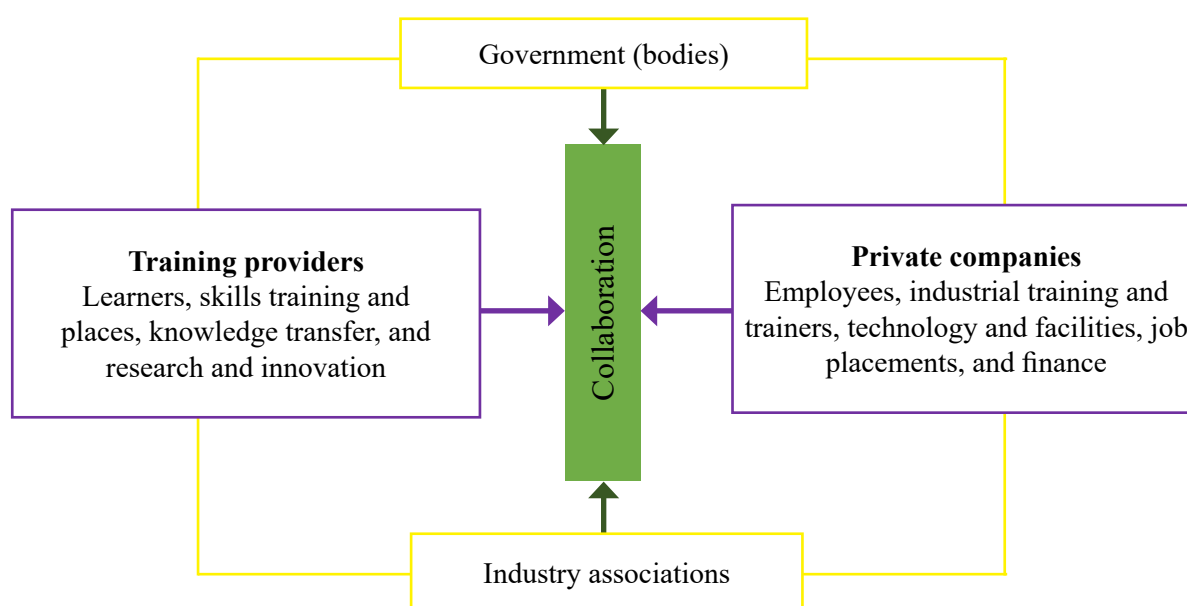 Government (bodies)
Training providers
Learners, skills training and
places, knowledge transfer, and
research and innovation
Collaboration
Private companies
Employees, industrial training and
trainers, technology and facilities, job
placements, and finance
Industry associations